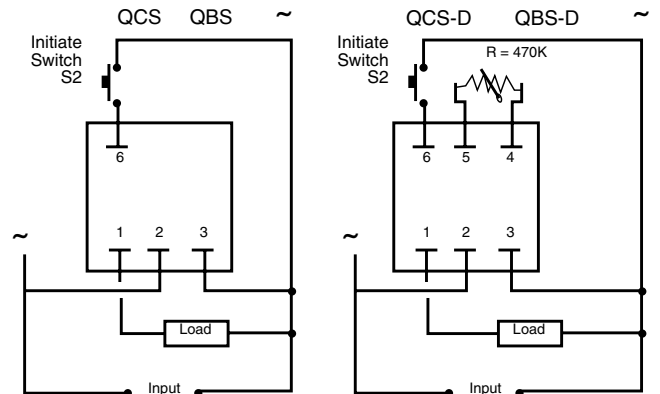 QCS QBS ~
Initiate
Switch
S2
6
1 2 3
~
Load
Input
QCS-D QBS-D ~
R = 470K
Initiate
Switch
S2
6 5 4
1 2 3
~
Load
Input